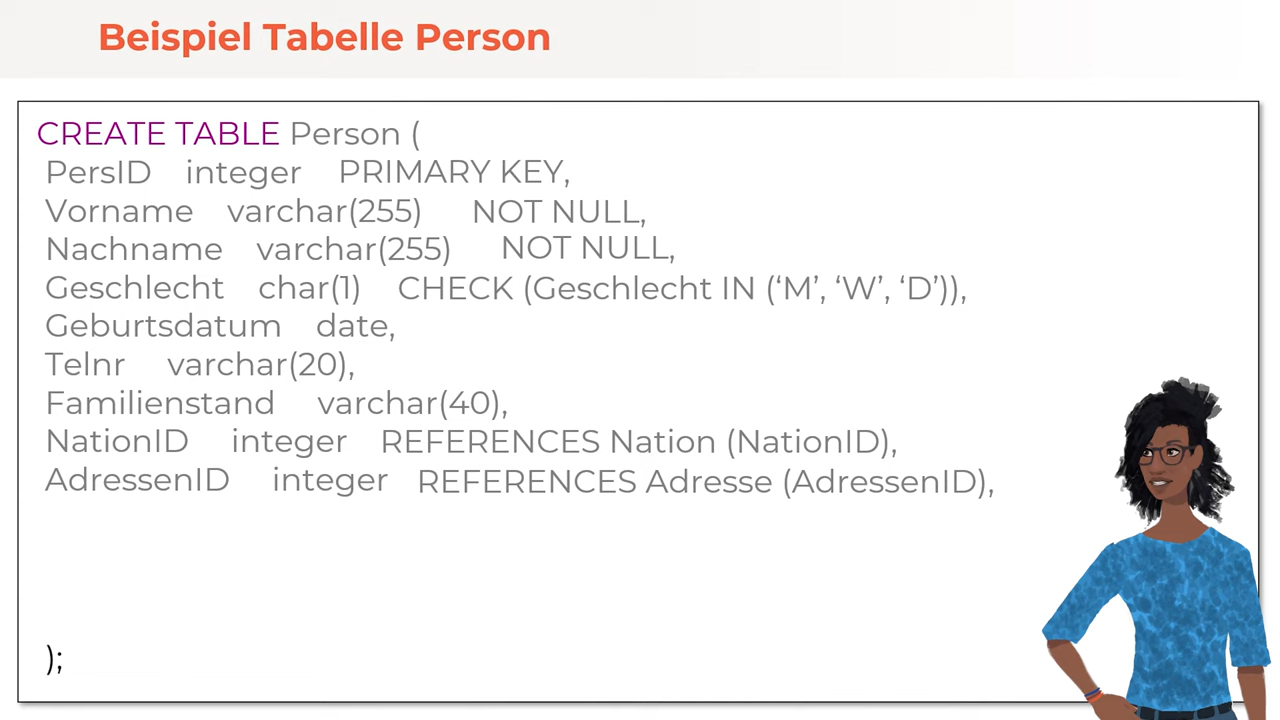 Beispiel Tabelle Person
CREATE TABLE Person (
PersID integer PRIMARY KEY,
Vorname varchar(255) NOT NULL,
Nachname varchar(255) NOT NULL,
Geschlecht char(1) CHECK (Geschlecht IN (‘M’, ‘W’, ‘D’)),
Geburtsdatum date,
Telnr varchar(20),
Familienstand varchar(40),
NationID integer REFERENCES Nation (NationID),
AdressenID integer REFERENCES Adresse (AdressenID),
);